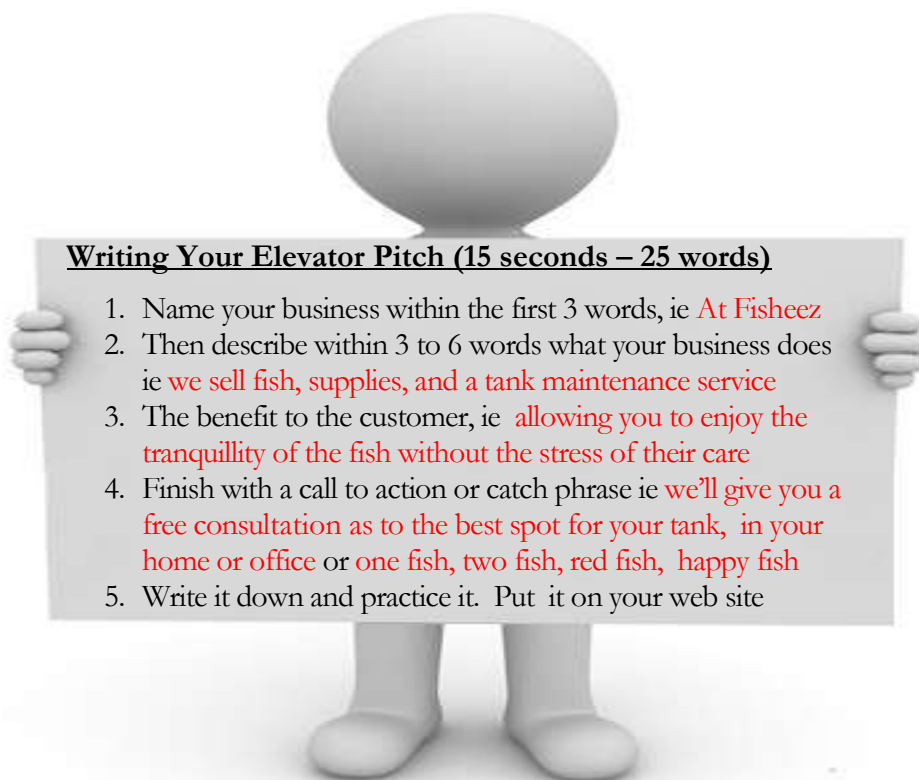 Writing Your Elevator Pitch (15 seconds – 25 words)
1. Name your business within the first 3 words, ie At Fisheez
2. Then describe within 3 to 6 words what your business does
ie we sell fish, supplies, and a tank maintenance service
3. The benefit to the customer, ie allowing you to enjoy the
tranquillity of the fish without the stress of their care
4. Finish with a call to action or catch phrase ie we'll give you a
free consultation as to the best spot for your tank, in your
home or office or one fish, two fish, red fish, happy fish
5. Write it down and practice it. Put it on your web site